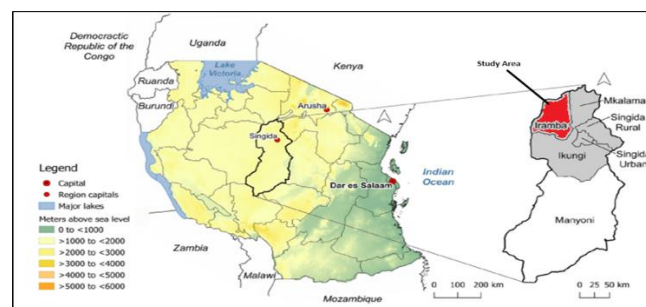 Democratic
Republic of the
Congo
Uganda
Kenya
Lake
Victoria
Ruanda
Burundi
Arusha
Singida
Dar es Salaam
Indian
Ocean
Zambia
Malawi
Mozambique
Legend
Capital
Region capitals
Major lakes
Meters above sea level
0 to <1000
>1000 to <2000
>2000 to <3000
>3000 to <4000
>4000 to <5000
>5000 to <6000
0 100 200 km
Study Area
Mkalama
Iramba
Singida
Rural
Singida
Urban
Ikungi
Manyoni
0 25 50 km